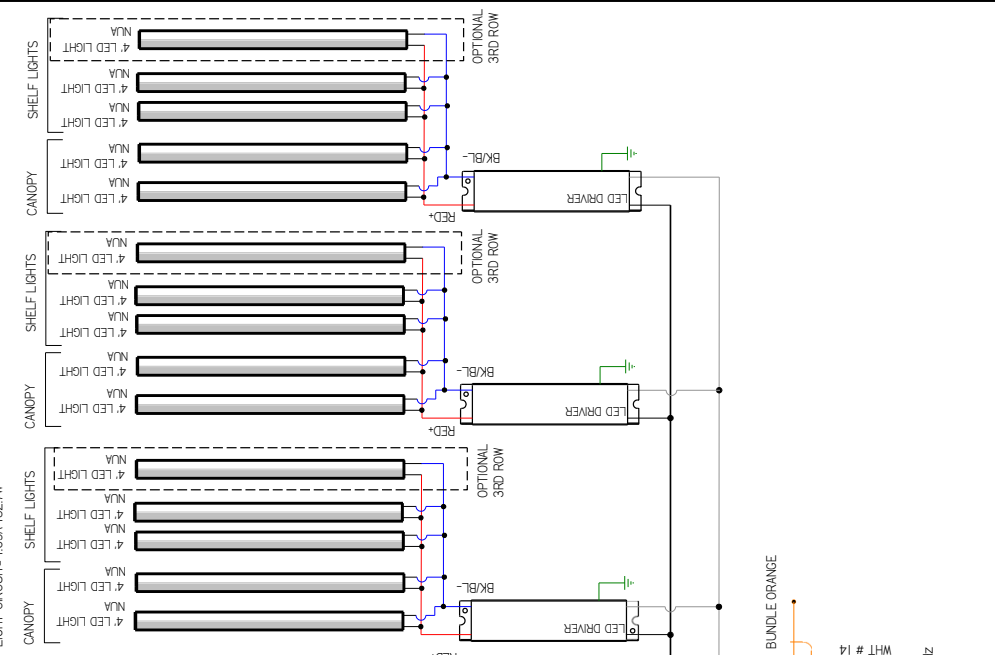 SHELF LIGHTS
NUA
4' LED LIGHT
OPTIONAL
3RD ROW
NUA
4' LED LIGHT
NUA
4' LED LIGHT
CANOPY
NUA
4' LED LIGHT
NUA
4' LED LIGHT
BK/BL-
LED DRIVER
RED+
SHELF LIGHTS
NUA
4' LED LIGHT
OPTIONAL
3RD ROW
NUA
4' LED LIGHT
NUA
4' LED LIGHT
CANOPY
NUA
4' LED LIGHT
NUA
4' LED LIGHT
BK/BL-
LED DRIVER
RED+
SHELF LIGHTS
NUA
4' LED LIGHT
OPTIONAL
3RD ROW
NUA
4' LED LIGHT
NUA
4' LED LIGHT
CANOPY
NUA
4' LED LIGHT
NUA
4' LED LIGHT
BK/BL-
LED DRIVER
BUNDLE ORANGE
WHT # 14